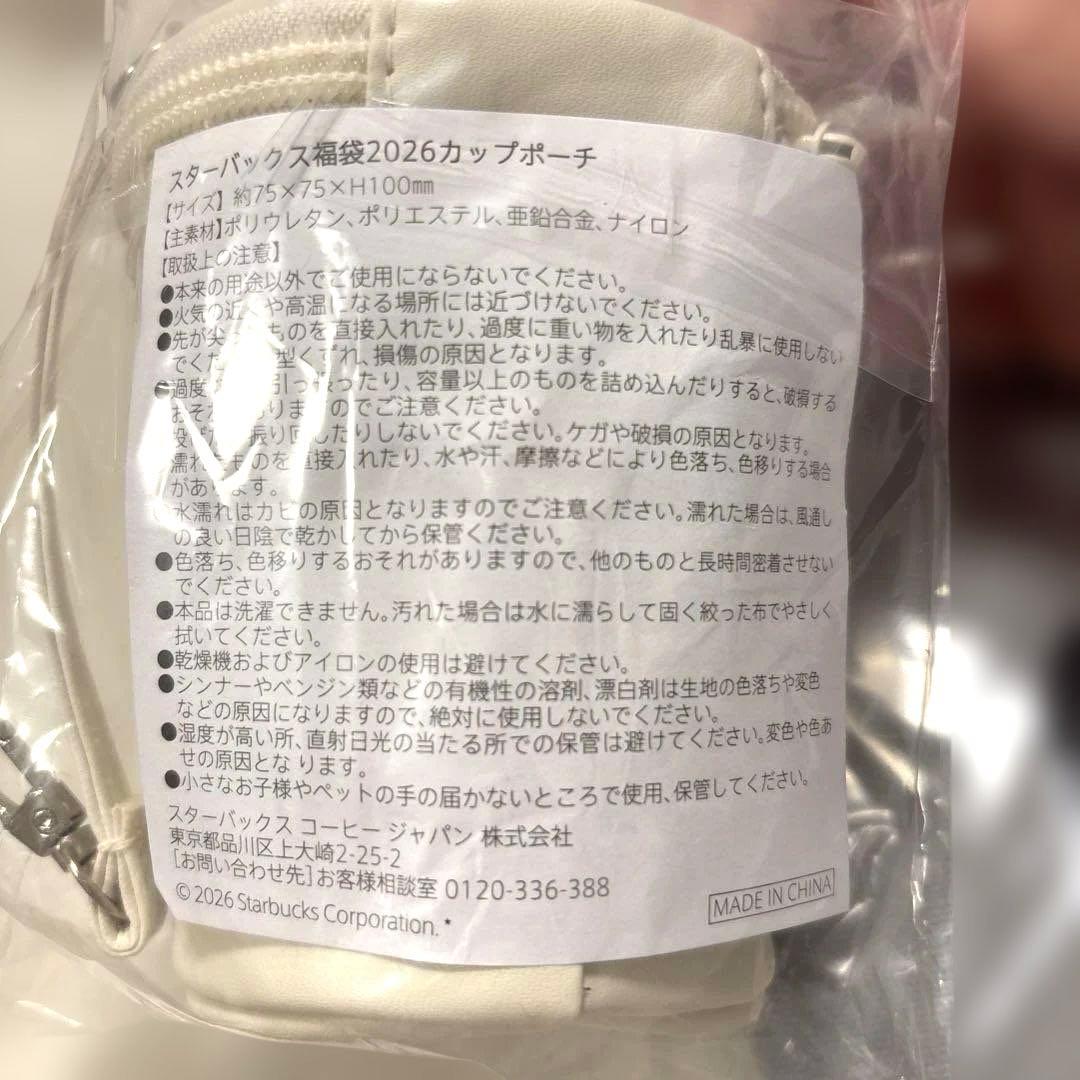 スターバックス福袋2026カップポーチ
【サイズ】約75×75×H100㎜
【主素材】ポリウレタン、ポリエステル、亜鉛合金、ナイロン
【取扱上の注意】
●本来の用途以外でご使用にならないでください。
●火気の近くや高温になる場所には近づけないでください。
●先が尖ったものを直接入れたり、過度に重い物を入れたり乱暴に使用しない
でくだ 型くずれ、損傷の原因となります。
●過度 引っ張ったり、容量以上のものを詰め込んだりすると、破損する
おそれがありますのでご注意ください。
投げたり振り回したりしないでください。ケガや破損の原因となります。
濡れたものを直接入れたり、水や汗、摩擦などにより色落ち、色移りする場合
があります。
水濡れはカビの原因となりますのでご注意ください。濡れた場合は、風通し
の良い日陰で乾かしてから保管ください。
●色落ち、色移りするおそれがありますので、他のものと長時間密着させない
でください。
●本品は洗濯できません。汚れた場合は水に濡らして固く絞った布でやさしく
拭いてください。
●乾燥機およびアイロンの使用は避けてください。
●シンナーやベンジン類などの有機性の溶剤、漂白剤は生地の色落ちや変色
などの原因になりますので、絶対に使用しないでください。
●湿度が高い所、直射日光の当たる所での保管は避けてください。変色や色あ
せの原因となります。
●小さなお子様やペットの手の届かないところで使用、保管してください。
スターバックス コーヒー ジャパン 株式会社
東京都品川区上大崎2-25-2
[お問い合わせ先]お客様相談室 0120-336-388
© 2026 Starbucks Corporation. *
MADE IN CHINA